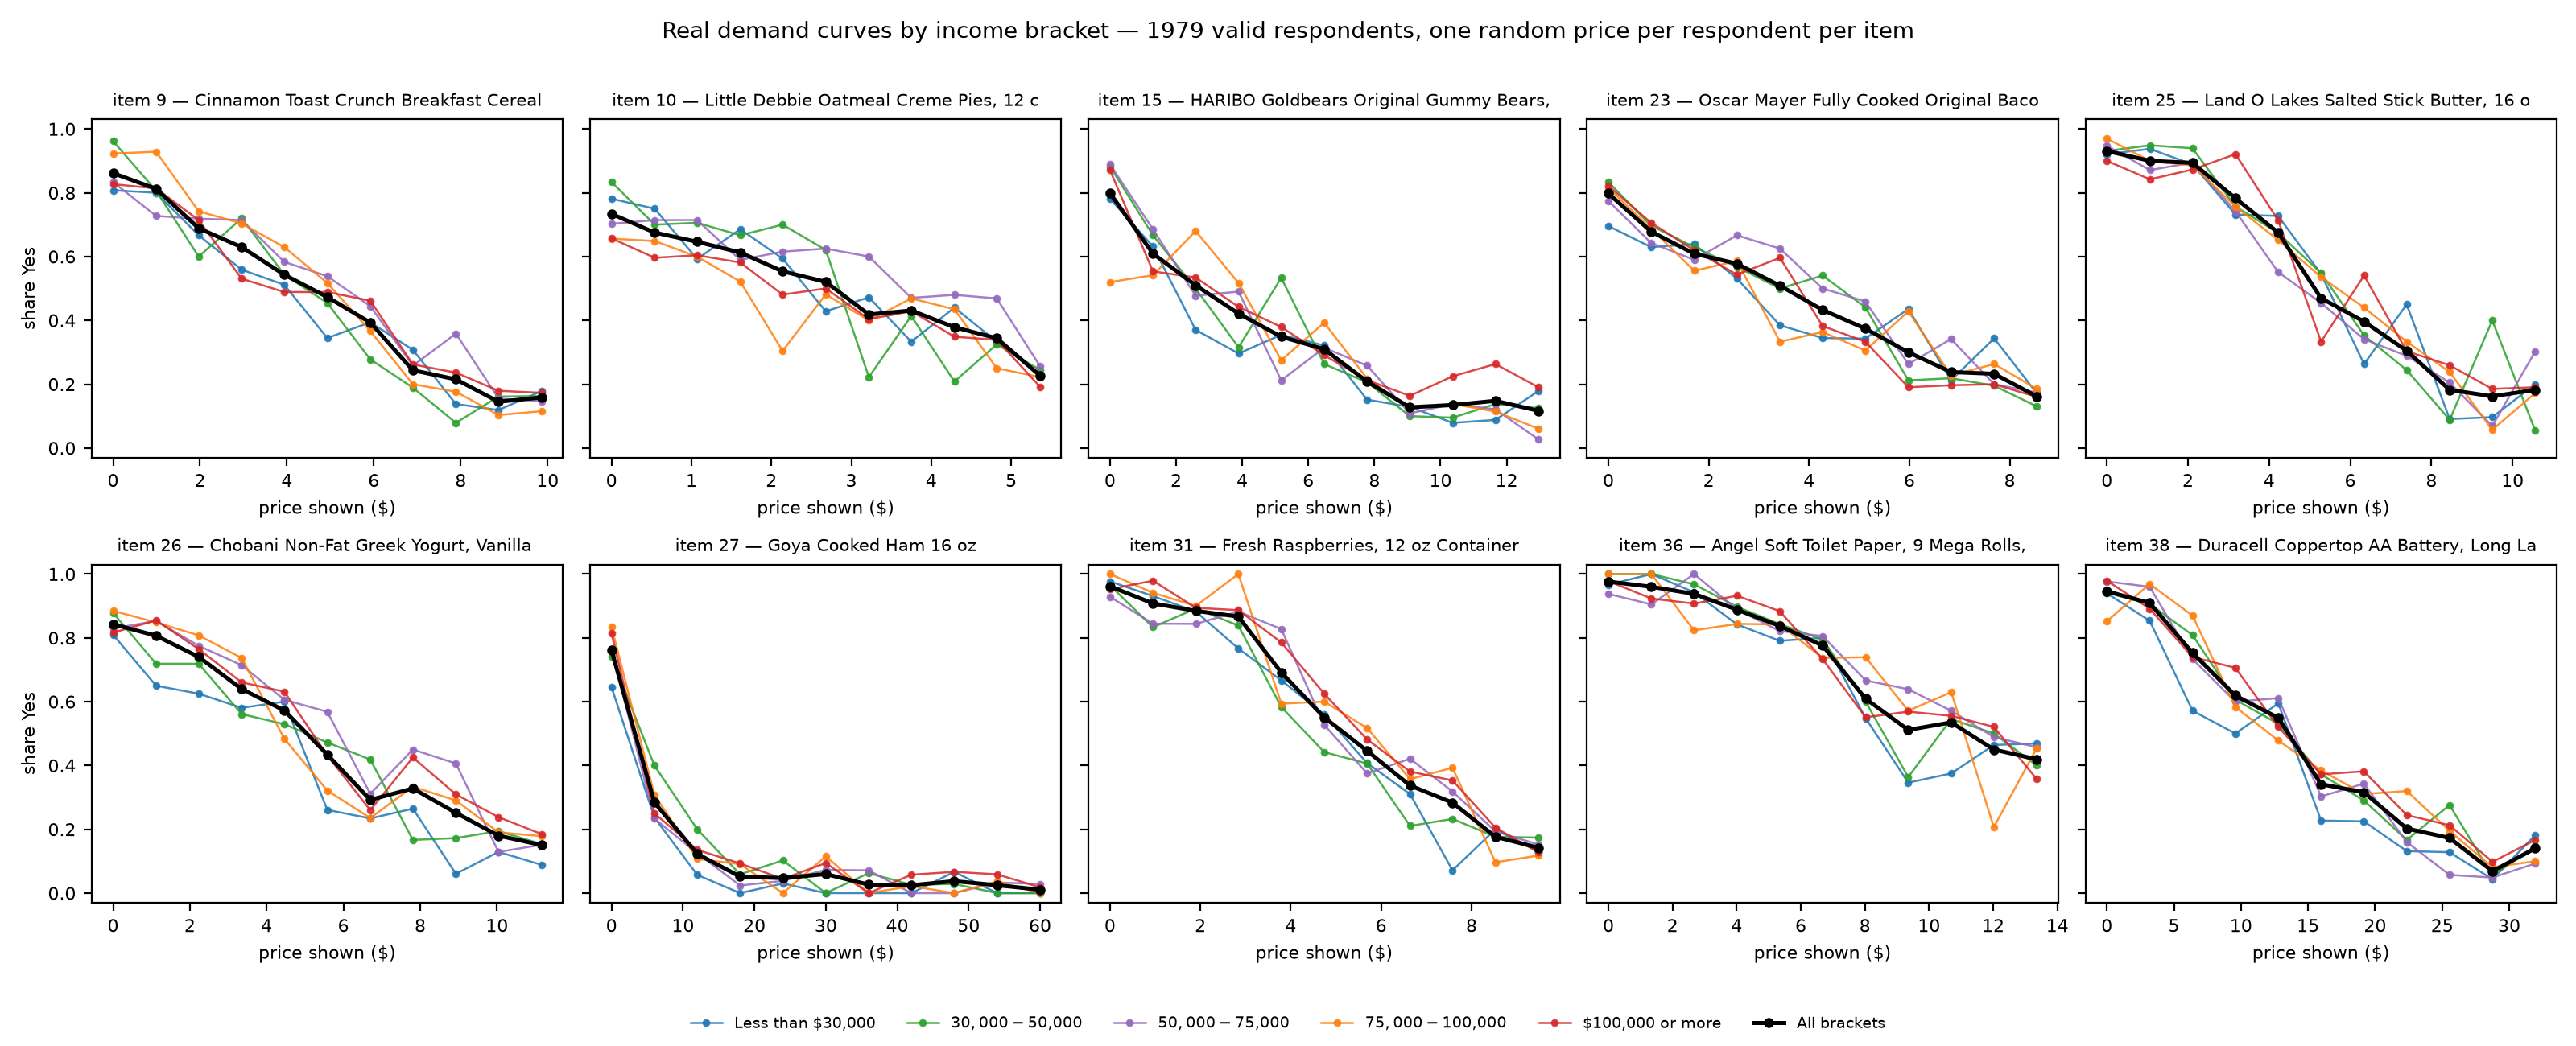 Real demand curves by income bracket — 1979 valid respondents, one random price per respondent per item
item 9 — Cinnamon Toast Crunch Breakfast Cereal
item 10 — Little Debbie Oatmeal Creme Pies, 12 c
item 15 — HARIBO Goldbears Original Gummy Bears,
item 23 — Oscar Mayer Fully Cooked Original Baco
item 25 — Land O Lakes Salted Stick Butter, 16 o
share Yes
1.0
0.8
0.6
0.4
0.2
0.0
0 2 4 6 8 10
0 1 2 3 4 5
0 2 4 6 8 10 12
0 2 4 6 8
0 2 4 6 8 10
price shown ($)
price shown ($)
price shown ($)
price shown ($)
price shown ($)
item 26 — Chobani Non-Fat Greek Yogurt, Vanilla
item 27 — Goya Cooked Ham 16 oz
item 31 — Fresh Raspberries, 12 oz Container
item 36 — Angel Soft Toilet Paper, 9 Mega Rolls,
item 38 — Duracell Coppertop AA Battery, Long La
share Yes
1.0
0.8
0.6
0.4
0.2
0.0
0 2 4 6 8 10
0 10 20 30 40 50 60
0 2 4 6 8
0 2 4 6 8 10 12 14
0 5 10 15 20 25 30
price shown ($)
price shown ($)
price shown ($)
price shown ($)
price shown ($)
Less than $30,000
30,000 − 50,000
50,000 − 75,000
75,000 − 100,000
$100,000 or more
All brackets